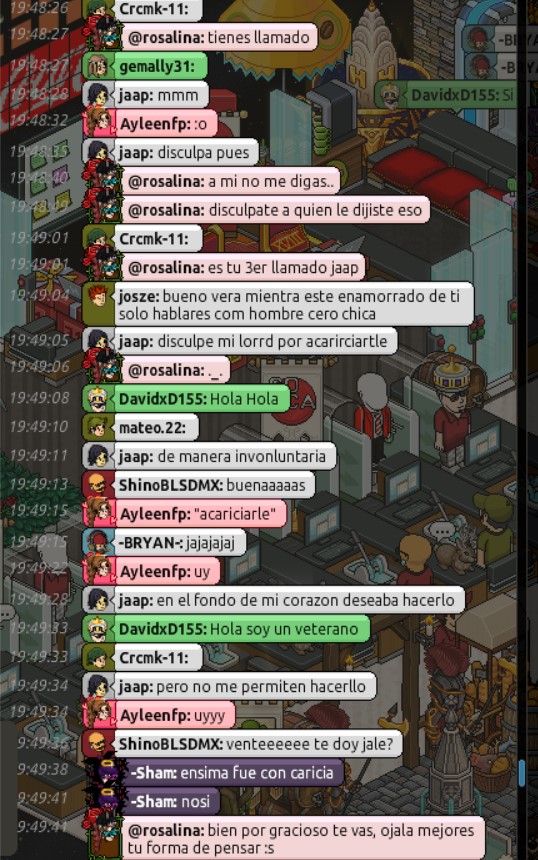 19:48:26 Crcmk-11:
19:48:27 @rosalina: tienes llamado
19:48:27 gemally31:
19:48:28 jaap: mmm
DavidxD155: Si
19:48:32 Ayleenfp: :o
19:48:35 jaap: disculpa pues
19:48:40 @rosalina: a mi no me digas..
@rosalina: disculpate a quien le dijiste eso
19:49:01 Crcmk-11:
19:49:01 @rosalina: es tu 3er llamado jaap
19:49:04 josze: bueno vera mientra este enamorrado de ti
solo hablares com hombre cero chica
19:49:05 jaap: disculpe mi lorrd por acarirciartle
19:49:06 @rosalina: ._.
19:49:08 DavidxD155: Hola Hola
19:49:10 mateo.22:
19:49:11 jaap: de manera involuntaria
19:49:13 ShinoBLSDMX: buenaaaaas
19:49:15 Ayleenfp: "acariciarle"
19:49:15 -BRYAN-: jajajajaj
19:49:22 Ayleenfp: uy
19:49:28 jaap: en el fondo de mi corazon deseaba hacerlo
19:49:33 DavidxD155: Hola soy un veterano
19:49:33 Crcmk-11:
19:49:34 jaap: pero no me permiten hacerllo
19:49:34 Ayleenfp: uyyy
19:49:36 ShinoBLSDMX: venteeeeee te doy jale?
19:49:38 -Sham: ensima fue con caricia
19:49:41 -Sham: nosi
19:49:41 @rosalina: bien por gracioso te vas, ojala mejores
tu forma de pensar :s